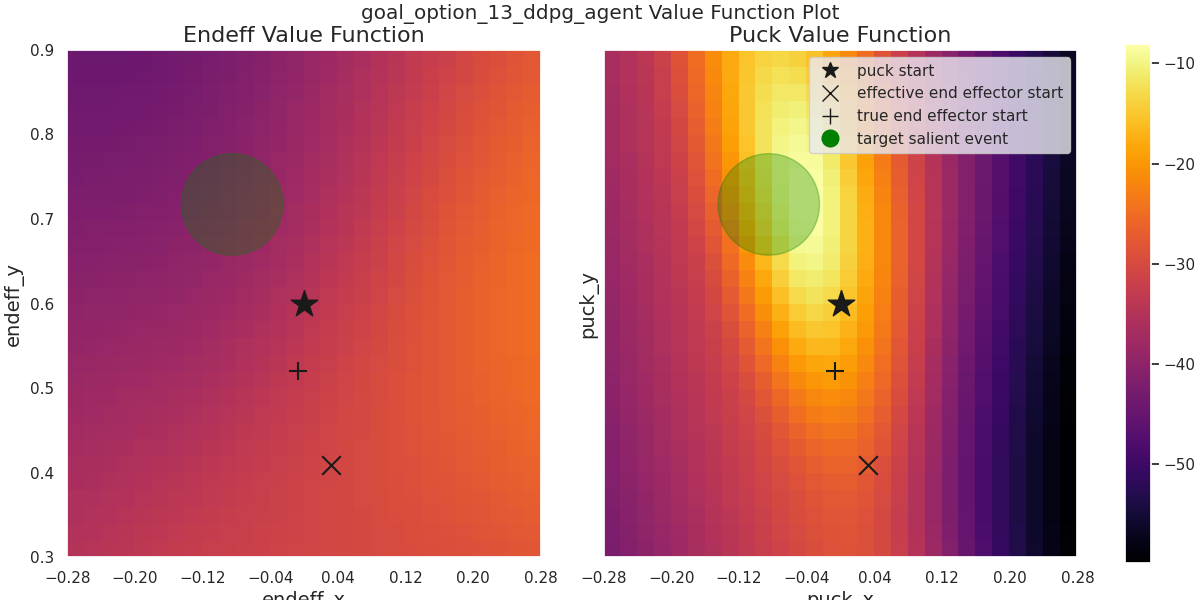 goal_option_13_ddpg_agent Value Function Plot
Endeff Value Function
Puck Value Function
0.9
0.8
0.7
0.6
0.5
0.4
0.3
endeff_y
−0.28 −0.20 −0.12 −0.04 0.04 0.12 0.20 0.28
endeff_x
puck_y
puck start
effective end effector start
true end effector start
target salient event
−0.28 −0.20 −0.12 −0.04 0.04 0.12 0.20 0.28
puck_x
−10
−20
−30
−40
−50